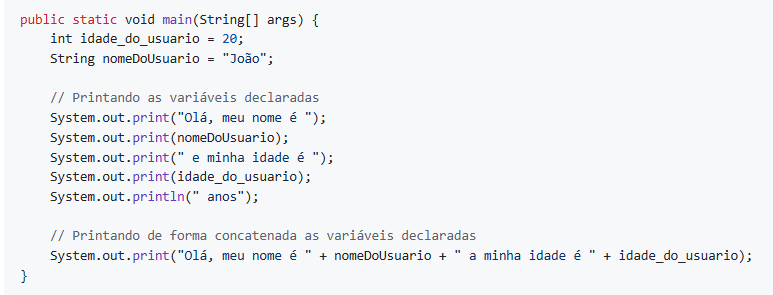 public static void main(String[] args) {
    int idade_do_usuario = 20;
    String nomeDoUsuario = "João";

    // Printando as variáveis declaradas
    System.out.print("Olá, meu nome é ");
    System.out.print(nomeDoUsuario);
    System.out.print(" e minha idade é ");
    System.out.print(idade_do_usuario);
    System.out.println(" anos");

    // Printando de forma concatenada as variáveis declaradas
    System.out.print("Olá, meu nome é " + nomeDoUsuario + " a minha idade é " + idade_do_usuario);
}